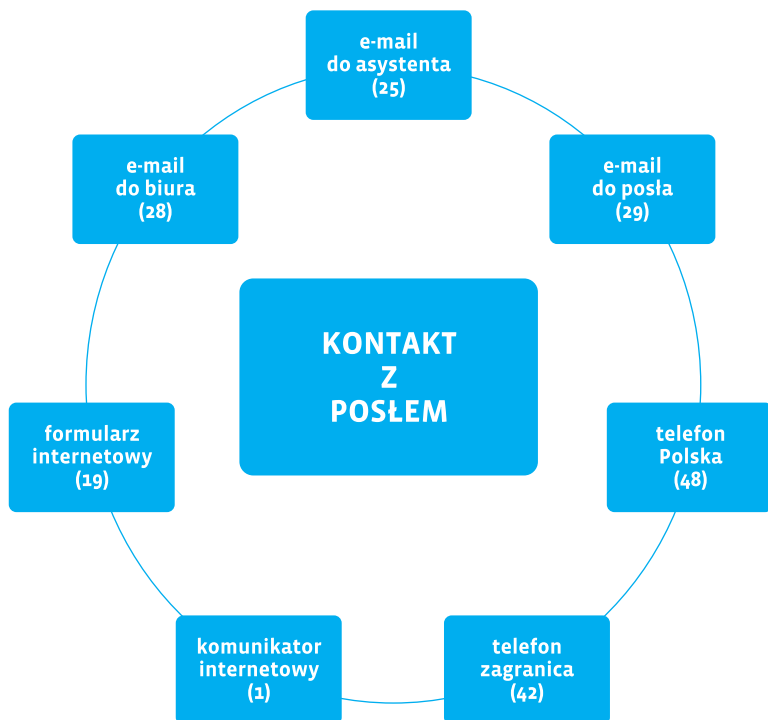 e-mail
do asystenta
(25)
e-mail
do biura
(28)
e-mail
do posła
(29)
KONTAKT
Z
POSŁEM
formularz
internetowy
(19)
telefon
Polska
(48)
komunikator
internetowy
(1)
telefon
zagranica
(42)